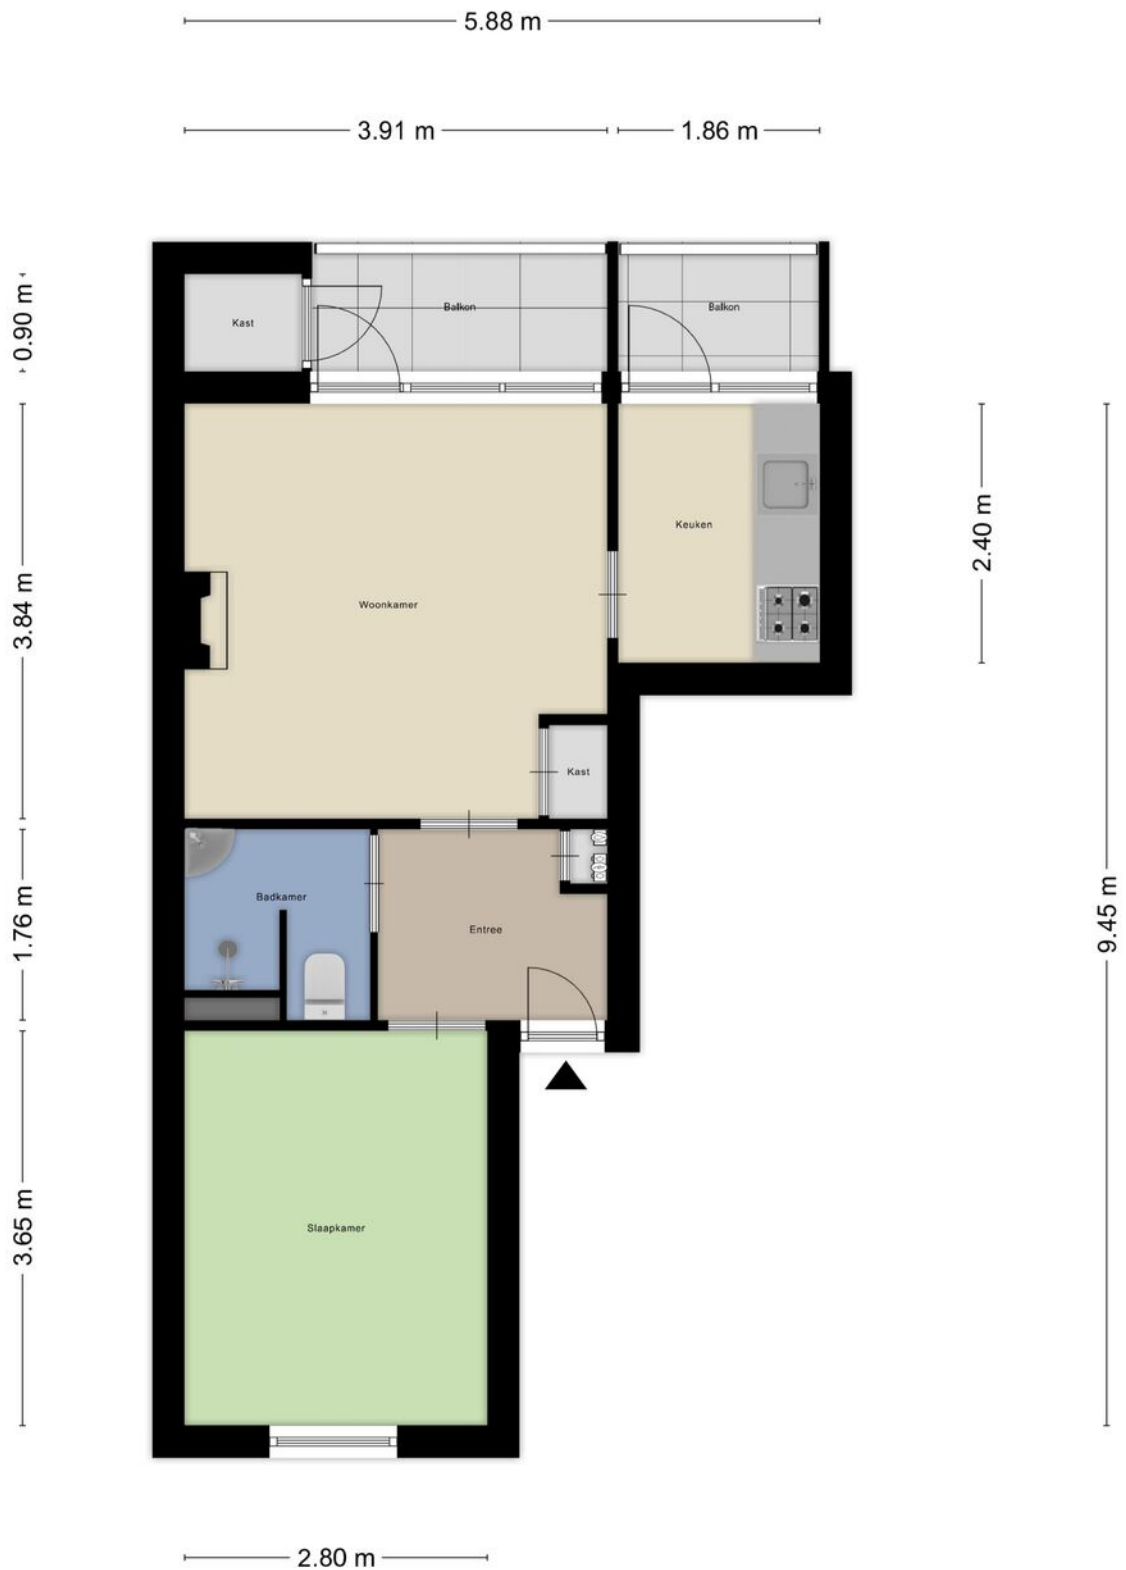 5.88 m
3.91 m
1.86 m
0.90 m
Kast
Balkon
Balkon
3.84 m
Woonkamer
Keuken
2.40 m
Kast
1.76 m
Badkamer
Entree
9.45 m
3.65 m
Slaapkamer
2.80 m